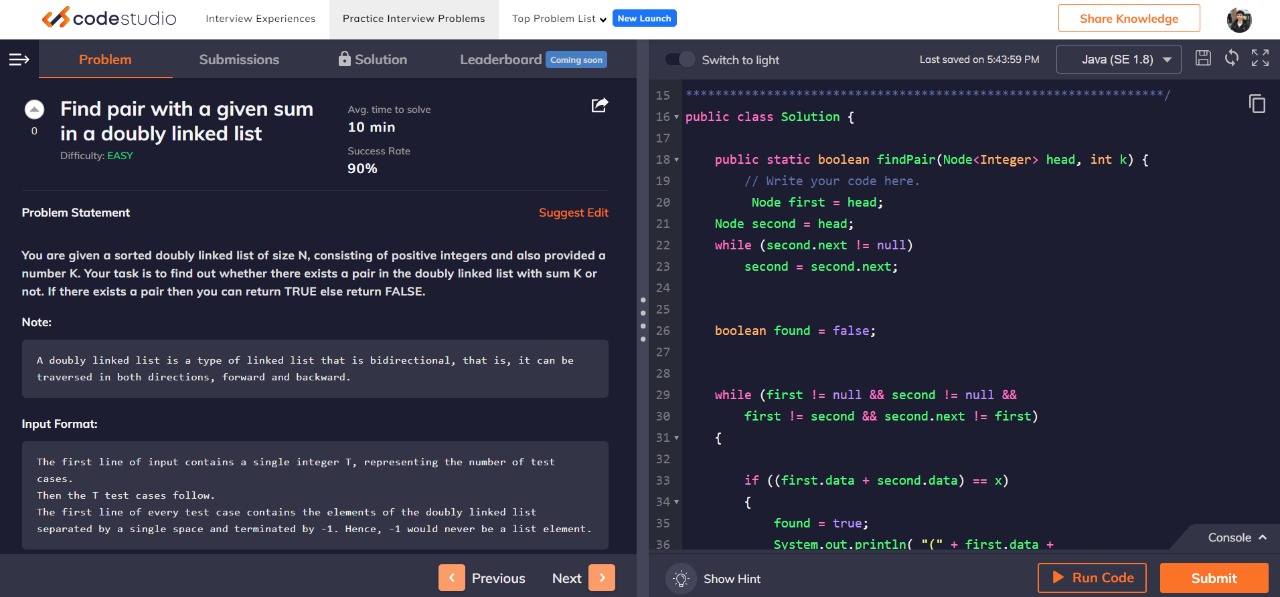 codestudio
Interview Experiences
Practice Interview Problems
Top Problem List
New Launch
Share Knowledge
Problem
Submissions
Solution
Leaderboard Coming soon
Switch to light
Last saved on 5:43:59 PM
Java (SE 1.8)
0
Find pair with a given sum
in a doubly linked list
Difficulty: EASY
Avg. time to solve
10 min
Success Rate
90%
Problem Statement
Suggest Edit
You are given a sorted doubly linked list of size N, consisting of positive integers and also provided a
number K. Your task is to find out whether there exists a pair in the doubly linked list with sum K or
not. If there exists a pair then you can return TRUE else return FALSE.
Note:
A doubly linked list is a type of linked list that is bidirectional, that is, it can be
traversed in both directions, forward and backward.
Input Format:
The first line of input contains a single integer T, representing the number of test
cases.
Then the T test cases follow.
The first line of every test case contains the elements of the doubly linked list
separated by a single space and terminated by -1. Hence, -1 would never be a list element.
Previous
Next
15 *****************************************************************/
16 public class Solution {
17
18 public static boolean findPair(Node<Integer> head, int k) {
19 // Write your code here.
20 Node first = head;
21 Node second = head;
22 while (second.next != null)
23 second = second.next;
24
25
26 boolean found = false;
27
28
29 while (first != null && second != null &&
30 first != second && second.next != first)
31 {
32
33 if ((first.data + second.data) == x)
34 {
35 found = true;
36 System.out.println( "(" + first.data +
Console
Show Hint
Run Code
Submit